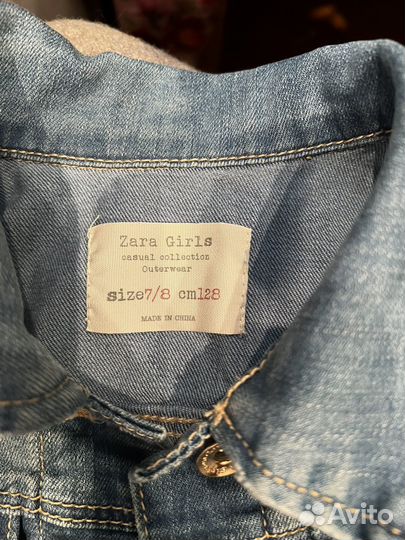 Zara Girls
casual collection
Outerwear
size7/8 cm128
MADE IN CHINA
Avito